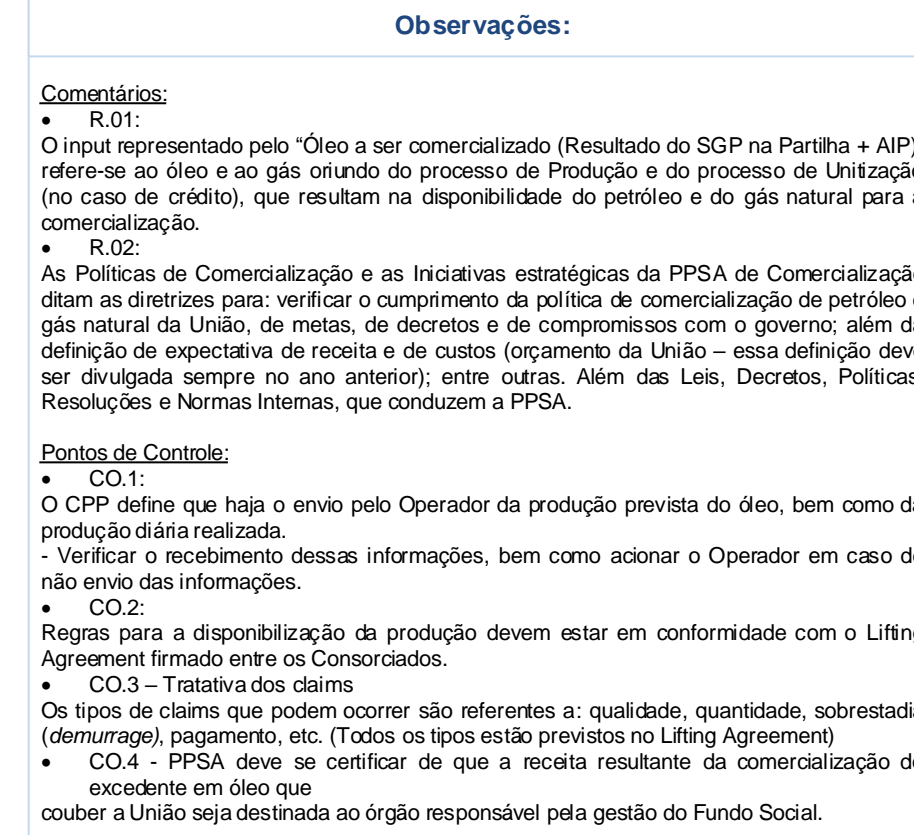 Observações:
Comentários:
• R.01:
O input representado pelo “Óleo a ser comercializado (Resultado do SGP na Partilha + AIP)
refere-se ao óleo e ao gás oriundo do processo de Produção e do processo de Unitização
(no caso de crédito), que resultam na disponibilidade do petróleo e do gás natural para a
comercialização.
• R.02:
As Políticas de Comercialização e as Iniciativas estratégicas da PPSA de Comercialização
ditam as diretrizes para: verificar o cumprimento da política de comercialização de petróleo e
gás natural da União, de metas, de decretos e de compromissos com o governo; além da
definição de expectativa de receita e de custos (orçamento da União – essa definição deve
ser divulgada sempre no ano anterior); entre outras. Além das Leis, Decretos, Políticas,
Resoluções e Normas Internas, que conduzem a PPSA.
Pontos de Controle:
• CO.1:
O CPP define que haja o envio pelo Operador da produção prevista do óleo, bem como da
produção diária realizada.
- Verificar o recebimento dessas informações, bem como acionar o Operador em caso de
não envio das informações.
• CO.2:
Regras para a disponibilização da produção devem estar em conformidade com o Lifting
Agreement firmado entre os Consorciados.
• CO.3 – Tratativa dos claims
Os tipos de claims que podem ocorrer são referentes a: qualidade, quantidade, sobrestadia
(demurrage), pagamento, etc. (Todos os tipos estão previstos no Lifting Agreement)
• CO.4 - PPSA deve se certificar de que a receita resultante da comercialização do
excedente em óleo que
couber a União seja destinada ao órgão responsável pela gestão do Fundo Social.